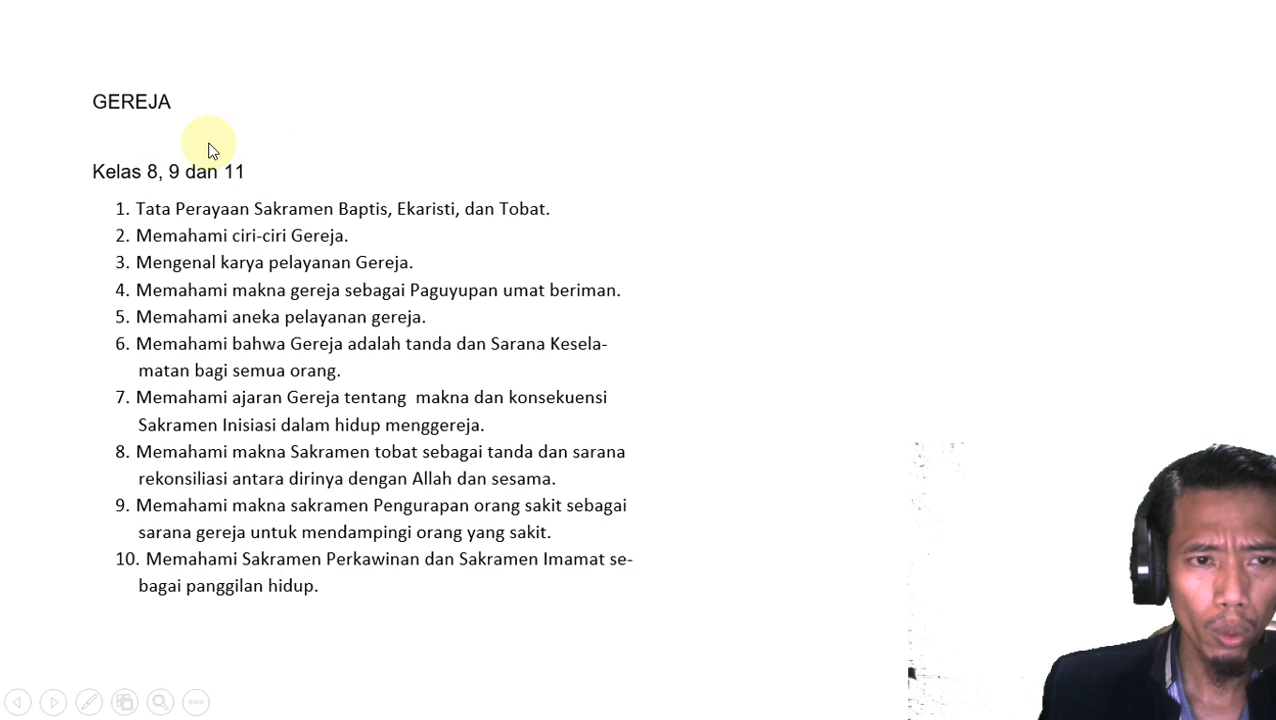 GEREJA
Kelas 8, 9 dan 11
1. Tata Perayaan Sakramen Baptis, Ekaristi, dan Tobat.
2. Memahami ciri-ciri Gereja.
3. Mengenal karya pelayanan Gereja.
4. Memahami makna gereja sebagai Paguyupan umat beriman.
5. Memahami aneka pelayanan gereja.
6. Memahami bahwa Gereja adalah tanda dan Sarana Kesela-
matan bagi semua orang.
7. Memahami ajaran Gereja tentang  makna dan konsekuensi
Sakramen Inisiasi dalam hidup menggereja.
8. Memahami makna Sakramen tobat sebagai tanda dan sarana
rekonsiliasi antara dirinya dengan Allah dan sesama.
9. Memahami makna sakramen Pengurapan orang sakit sebagai
sarana gereja untuk mendampingi orang yang sakit.
10. Memahami Sakramen Perkawinan dan Sakramen Imamat se-
bagai panggilan hidup.